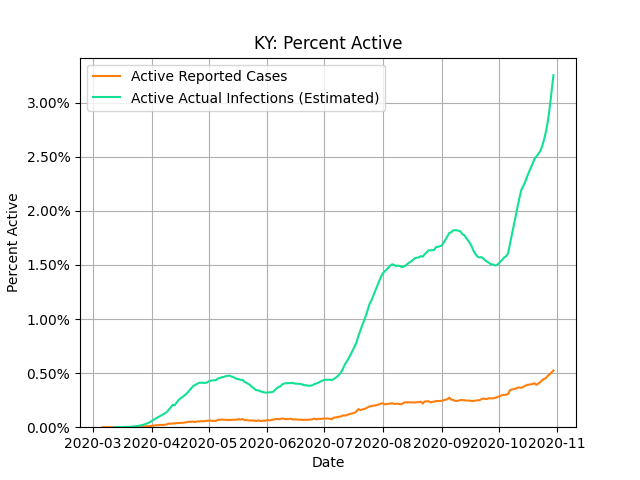 KY: Percent Active
Active Reported Cases
Active Actual Infections (Estimated)
3.00%
2.50%
2.00%
1.50%
1.00%
0.50%
0.00%
Percent Active
2020-03 2020-04 2020-05 2020-06 2020-07 2020-08 2020-09 2020-10 2020-11
Date